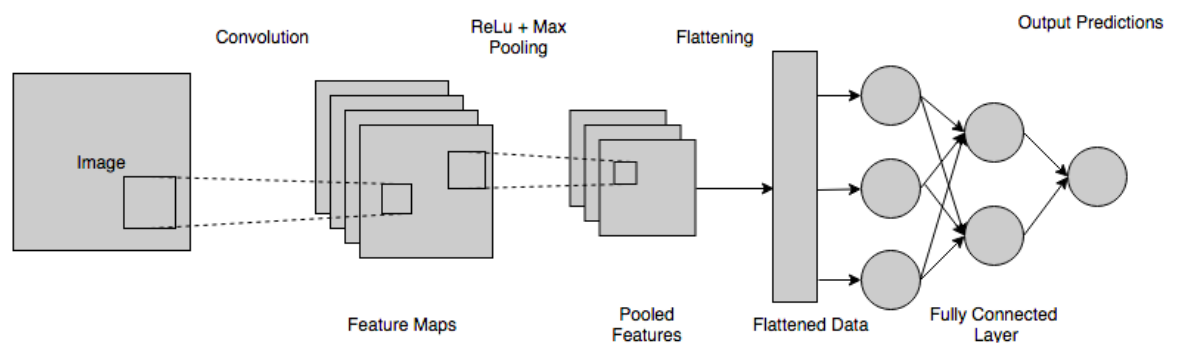 Convolution
ReLu + Max
Pooling
Flattening
Output Predictions
Image
Feature Maps
Pooled
Features
Flattened Data
Fully Connected
Layer